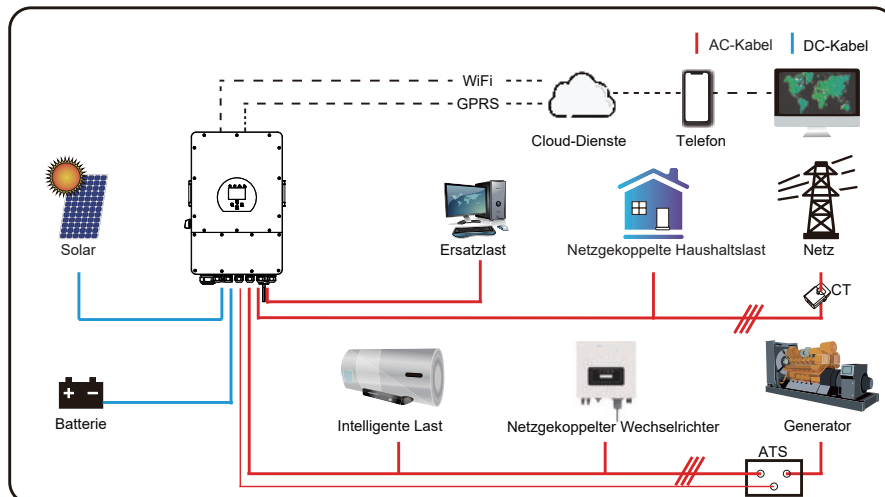 AC-Kabel
DC-Kabel
WiFi
GPRS
Cloud-Dienste
Telefon
Solar
Ersatzlast
Netzgekoppelte Haushaltslast
Netz
CT
Batterie
Intelligente Last
Netzgekoppelter Wechselrichter
Generator
ATS